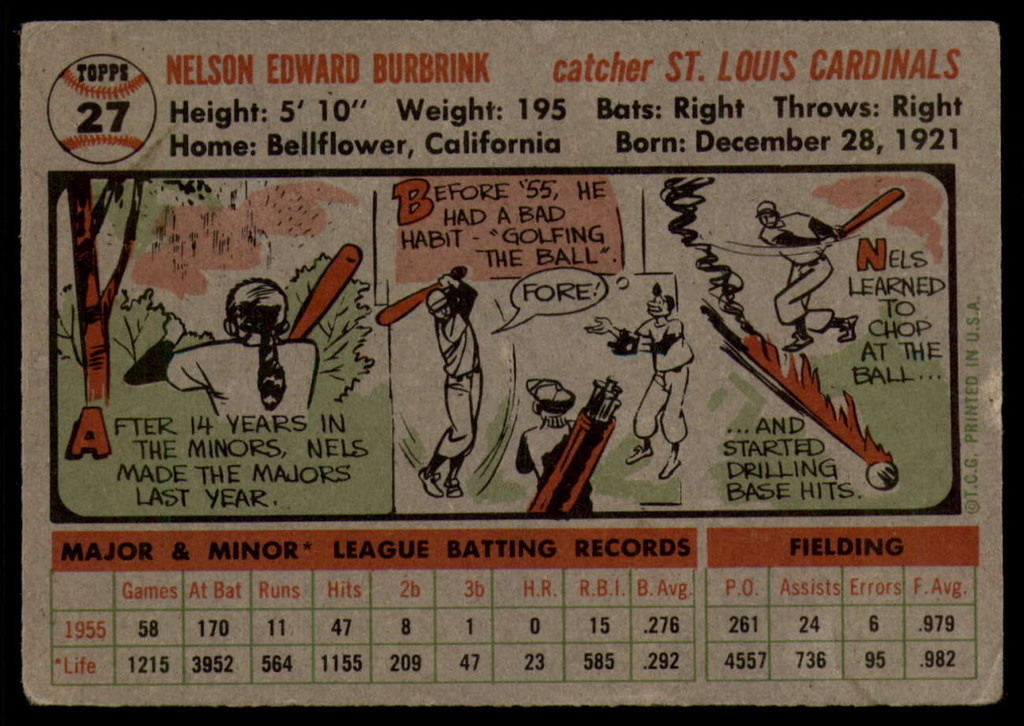 TOPPS
27
NELSON EDWARD BURBRINK catcher ST. LOUIS CARDINALS
Height: 5' 10" Weight: 195 Bats: Right Throws: Right
Home: Bellflower, California Born: December 28, 1921
AFTER 14 YEARS IN
THE MINORS, NELS
MADE THE MAJORS
LAST YEAR.
BEFORE '55, HE
HAD A BAD
HABIT - "GOLFING
THE BALL".
FORE!
NELS
LEARNED
TO
CHOP
AT THE
BALL...
...AND
STARTED
DRILLING
BASE HITS.
©T.C.G. PRINTED IN U.S.A.
MAJOR & MINOR* LEAGUE BATTING RECORDS FIELDING
Games At Bat Runs Hits 2b 3b H.R. R.B.I. B. Avg. P.O. Assists Errors F. Avg.
1955 58 170 11 47 8 1 0 15 .276 261 24 6 .979
*Life 1215 3952 564 1155 209 47 23 585 .292 4557 736 95 .982